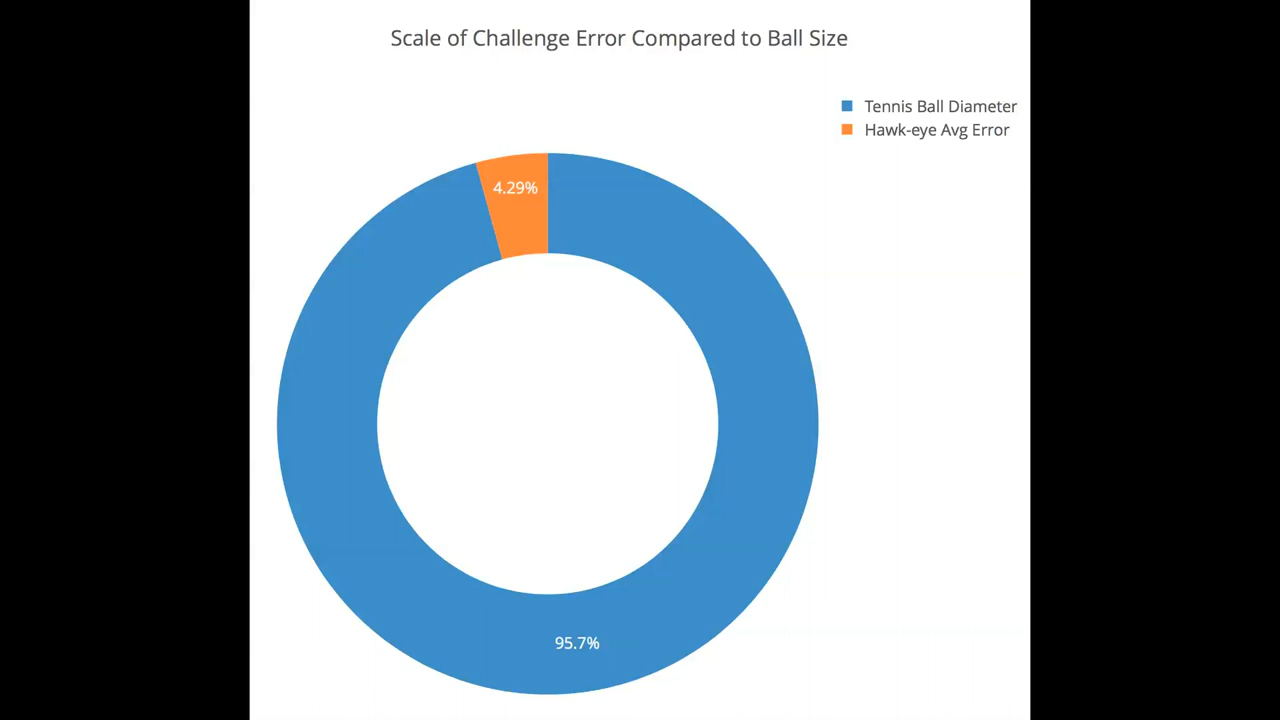 Scale of Challenge Error Compared to Ball Size
Tennis Ball Diameter
Hawk-eye Avg Error
4.29%
95.7%